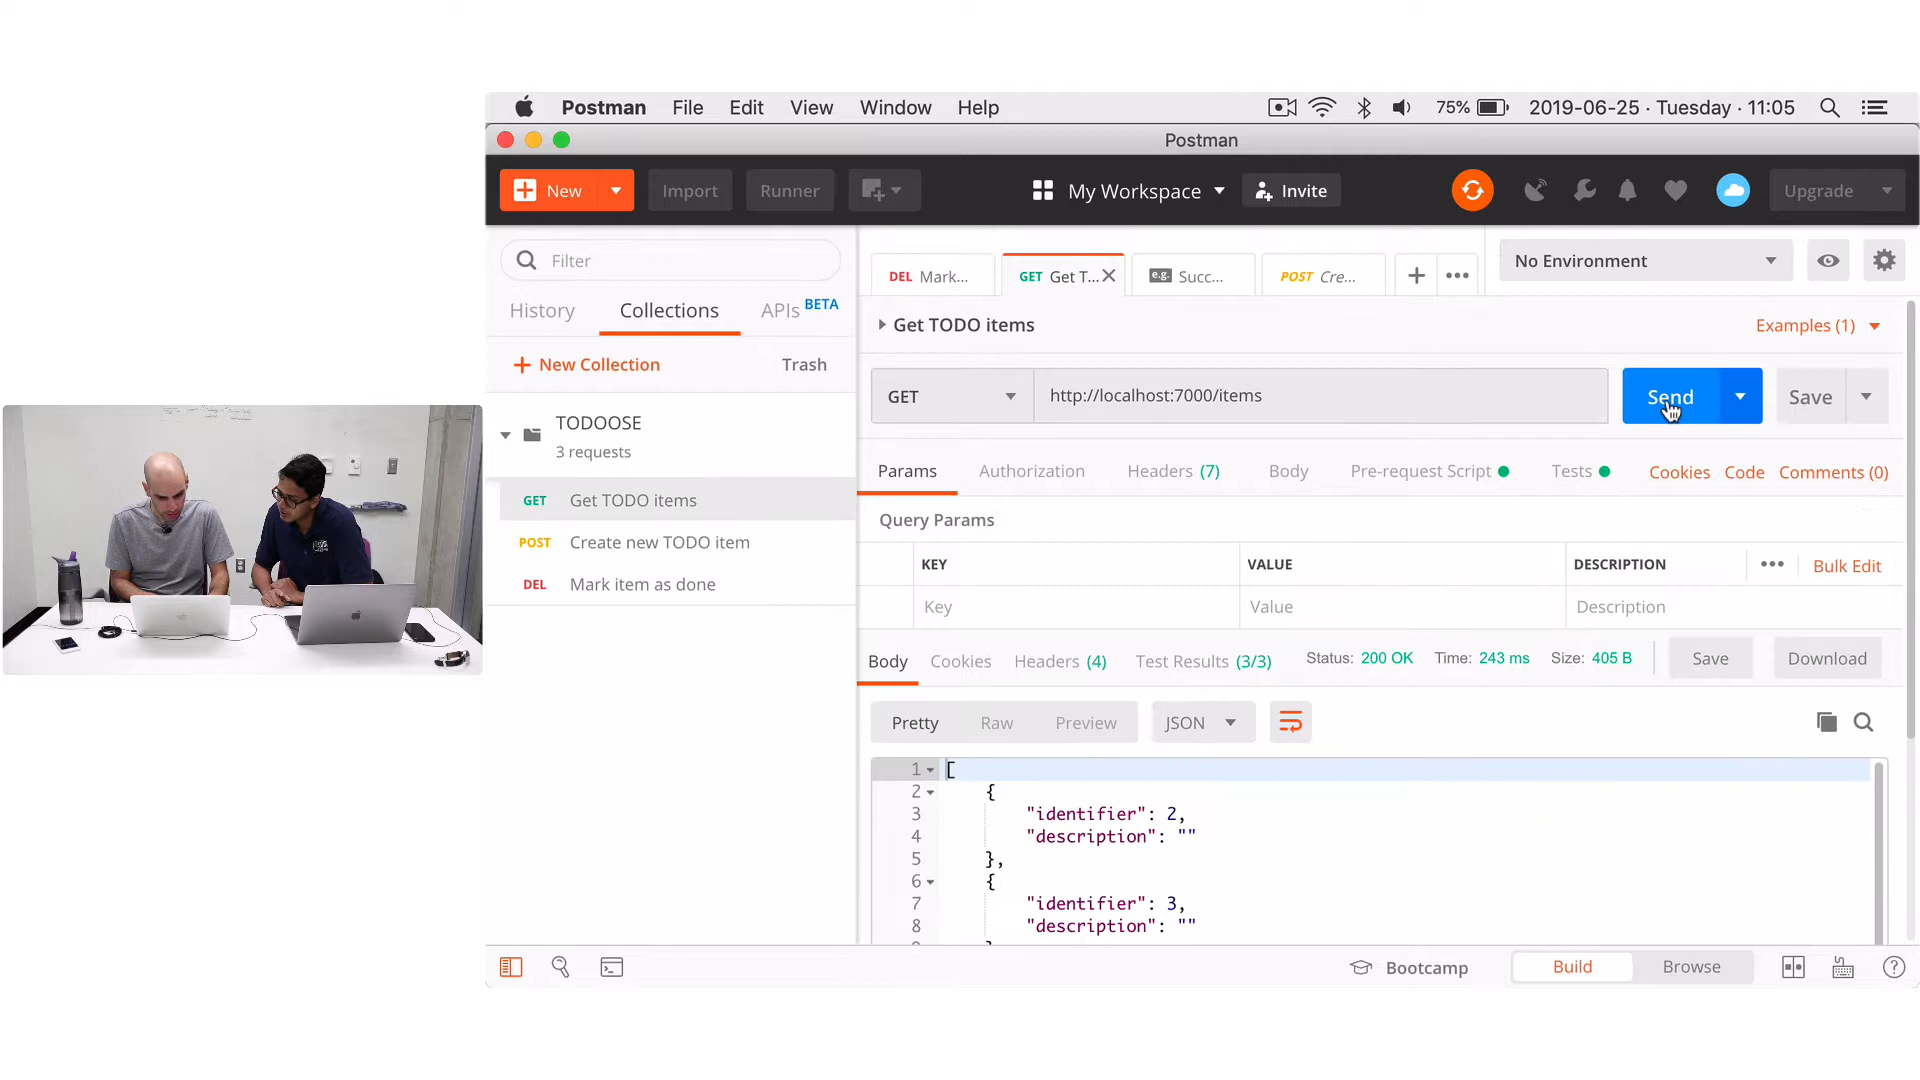 Postman File Edit View Window Help 75% 2019-06-25 · Tuesday · 11:05
Postman
New Import Runner My Workspace Invite Upgrade
Filter
History Collections APIs BETA
+ New Collection Trash
TODOOSE
3 requests
GET Get TODO items
POST Create new TODO item
DEL Mark item as done
DEL Mark... GET Get T... e.g. Succ... POST Cre... No Environment
Get TODO items Examples (1)
GET http://localhost:7000/items Send Save
Params Authorization Headers (7) Body Pre-request Script Tests Cookies Code Comments (0)
Query Params
KEY VALUE DESCRIPTION Bulk Edit
Key Value Description
Body Cookies Headers (4) Test Results (3/3) Status: 200 OK Time: 243 ms Size: 405 B Save Download
Pretty Raw Preview JSON
1 [
2 {
3 "identifier": 2,
4 "description": ""
5 },
6 {
7 "identifier": 3,
8 "description": ""
Bootcamp Build Browse